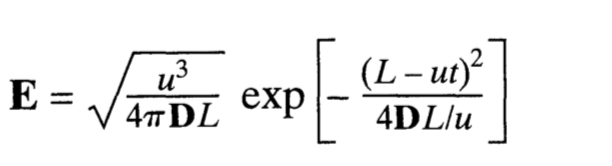 E = √(u³ / 4πDL) exp[ − (L − ut)² / 4DL/u ]